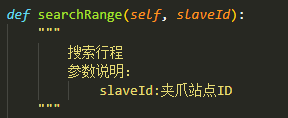 def searchRange(self, slaveId):
"""
搜索行程
参数说明：
slaveId:夹爪站点ID
"""